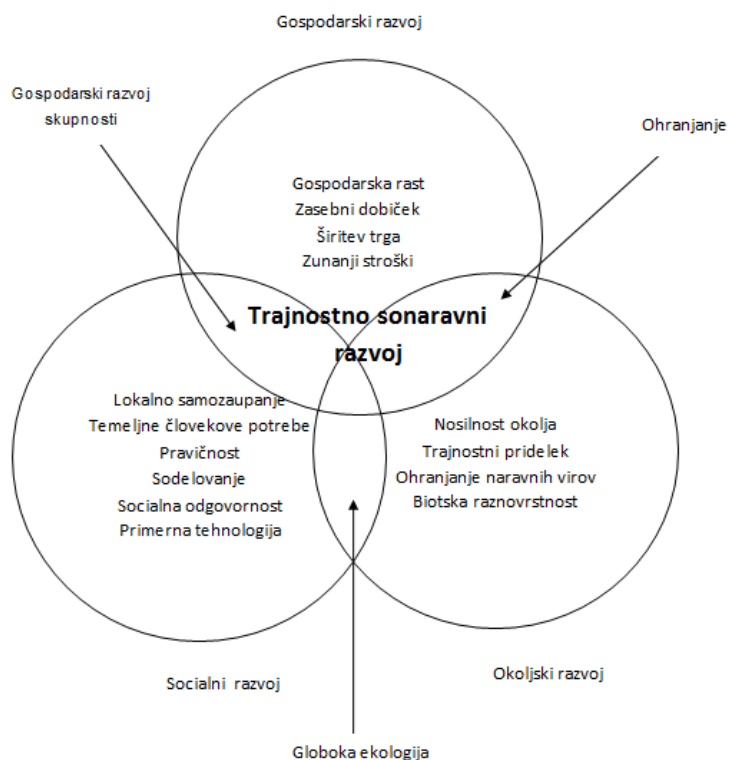 Gospodarski razvoj
Gospodarski razvoj
skupnosti
Ohranjanje
Gospodarska rast
Zasebni dobiček
Širitev trga
Zunanji stroški
Trajnostno sonaravni
razvoj
Lokalno samozaupanje
Temeljne človekove potrebe
Pravičnost
Sodelovanje
Socialna odgovornost
Primerna tehnologija
Nosilnost okolja
Trajnostni pridelek
Ohranjanje naravnih virov
Biotska raznovrstnost
Socialni razvoj
Okoljski razvoj
Globoka ekologija